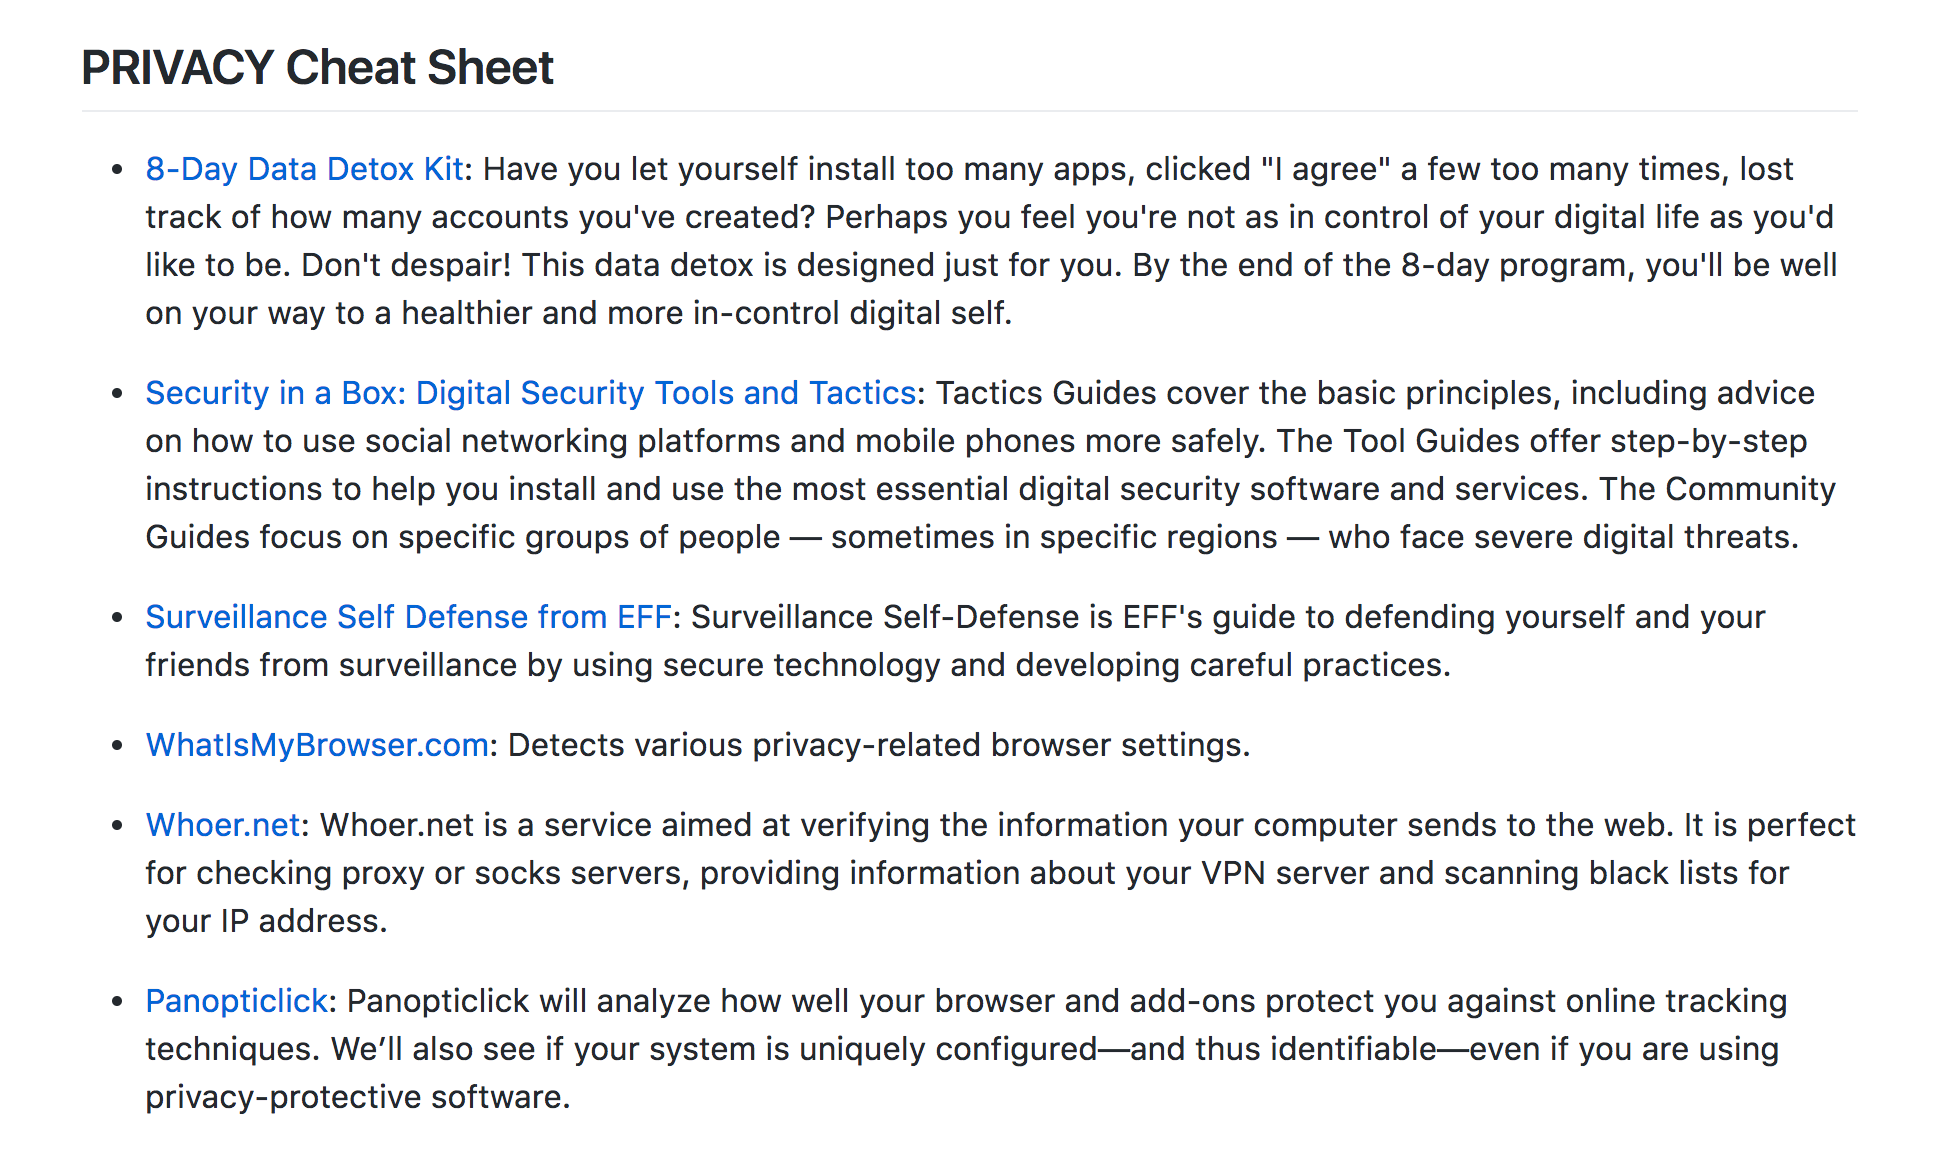 PRIVACY Cheat Sheet
• 8-Day Data Detox Kit: Have you let yourself install too many apps, clicked "I agree" a few too many times, lost
track of how many accounts you've created? Perhaps you feel you're not as in control of your digital life as you'd
like to be. Don't despair! This data detox is designed just for you. By the end of the 8-day program, you'll be well
on your way to a healthier and more in-control digital self.
• Security in a Box: Digital Security Tools and Tactics: Tactics Guides cover the basic principles, including advice
on how to use social networking platforms and mobile phones more safely. The Tool Guides offer step-by-step
instructions to help you install and use the most essential digital security software and services. The Community
Guides focus on specific groups of people — sometimes in specific regions — who face severe digital threats.
• Surveillance Self Defense from EFF: Surveillance Self-Defense is EFF's guide to defending yourself and your
friends from surveillance by using secure technology and developing careful practices.
• WhatIsMyBrowser.com: Detects various privacy-related browser settings.
• Whoer.net: Whoer.net is a service aimed at verifying the information your computer sends to the web. It is perfect
for checking proxy or socks servers, providing information about your VPN server and scanning black lists for
your IP address.
• Panopticlick: Panopticlick will analyze how well your browser and add-ons protect you against online tracking
techniques. We’ll also see if your system is uniquely configured—and thus identifiable—even if you are using
privacy-protective software.